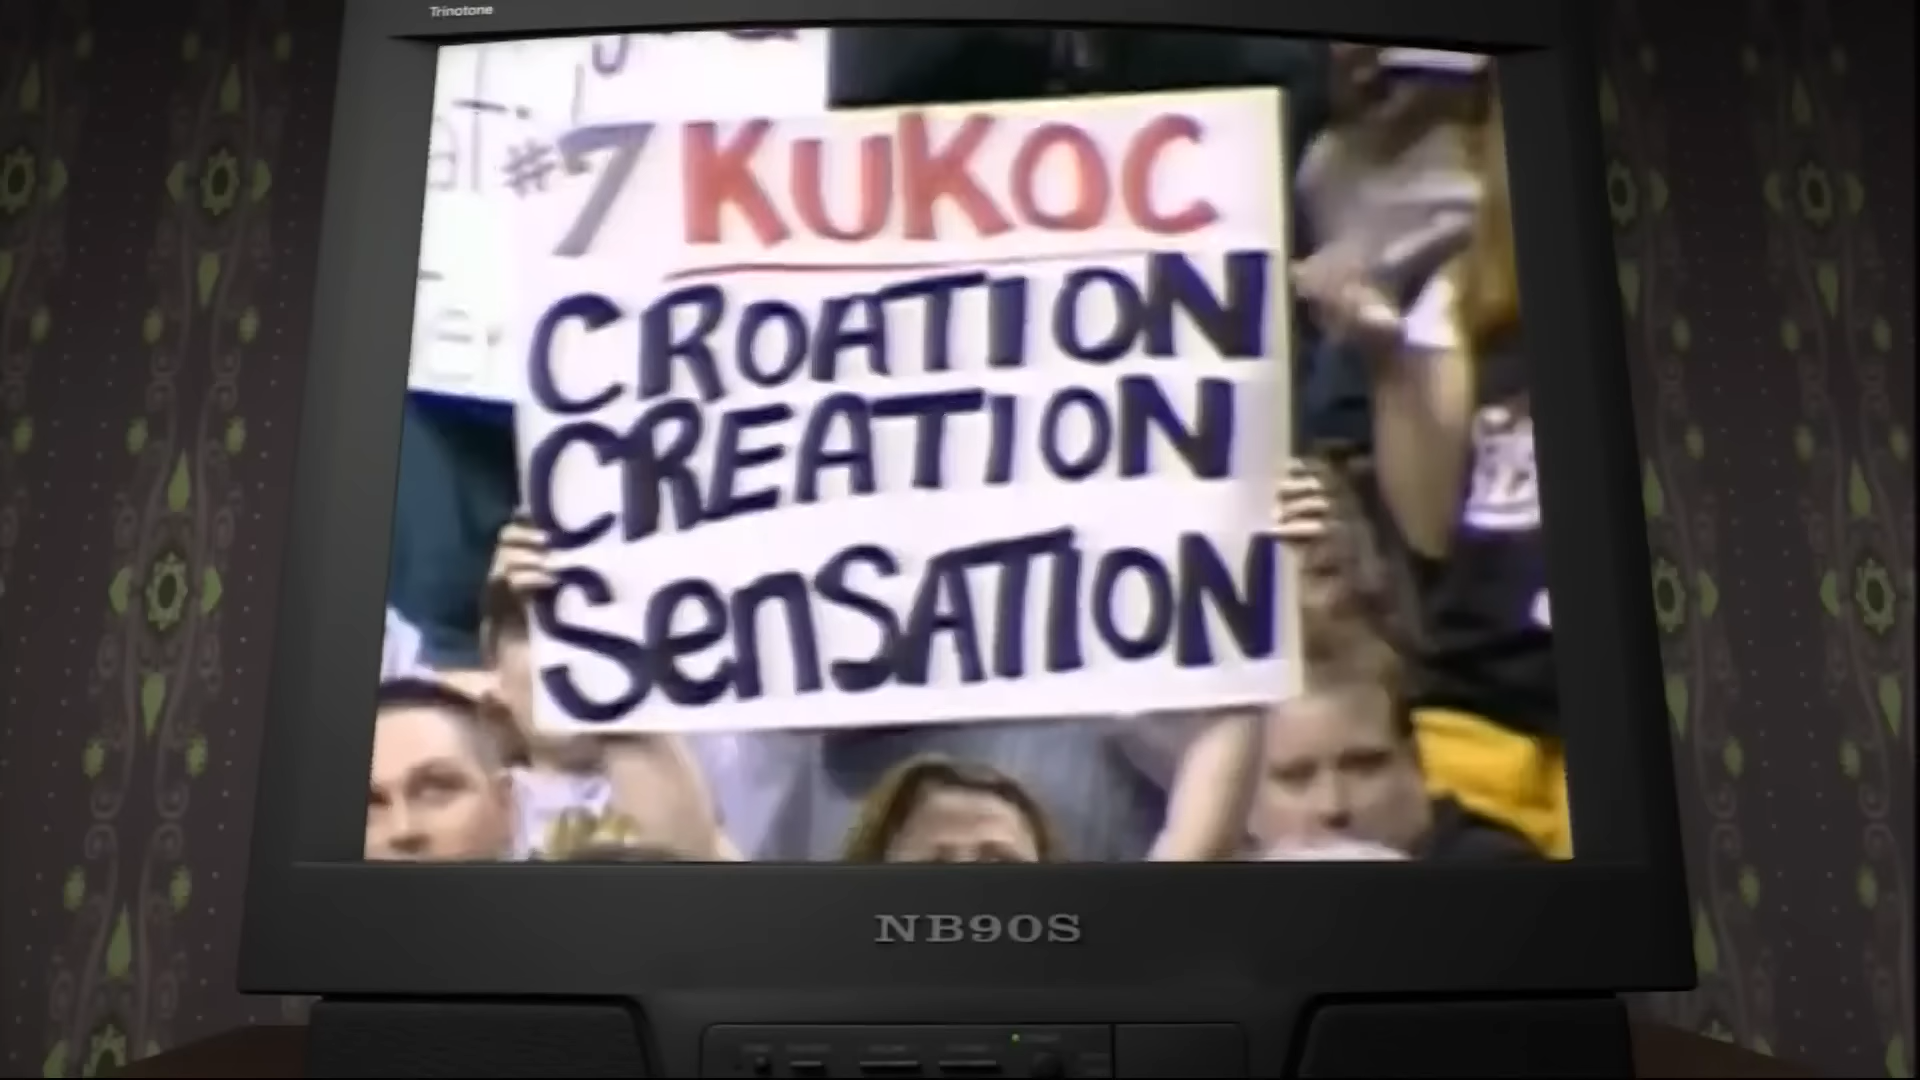 Trinotone
#7 KUKOC
CROATION
CREATION
SenSATION
NB90S